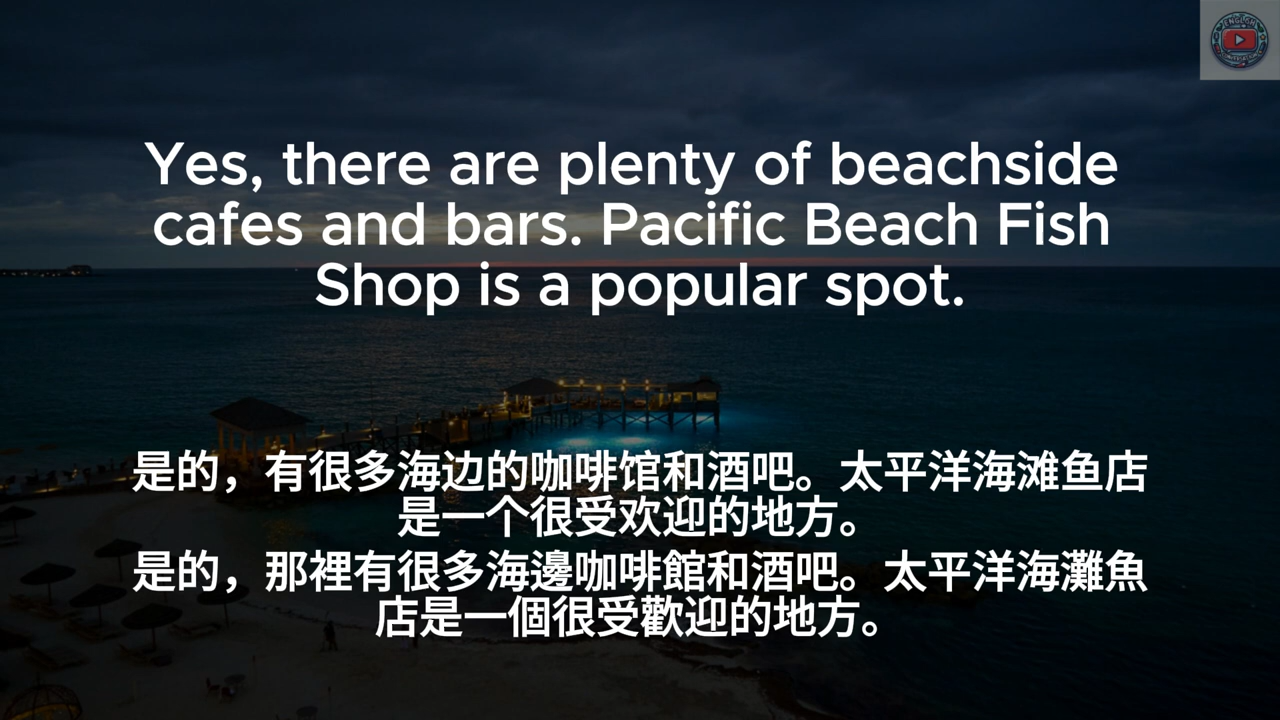 Yes, there are plenty of beachside
cafes and bars. Pacific Beach Fish
Shop is a popular spot.
是的，有很多海边的咖啡馆和酒吧。太平洋海滩鱼店
是一个很受欢迎的地方。
是的，那裡有很多海邊咖啡館和酒吧。太平洋海灘魚
店是一個很受歡迎的地方。